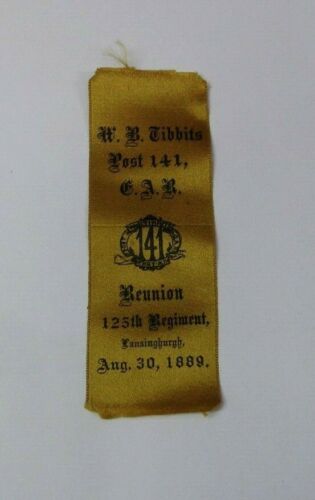 W. B. Tibbits
Post 141,
G. A. R.
141
Reunion
125th Regiment,
Lansingburgh,
Aug. 30, 1889.